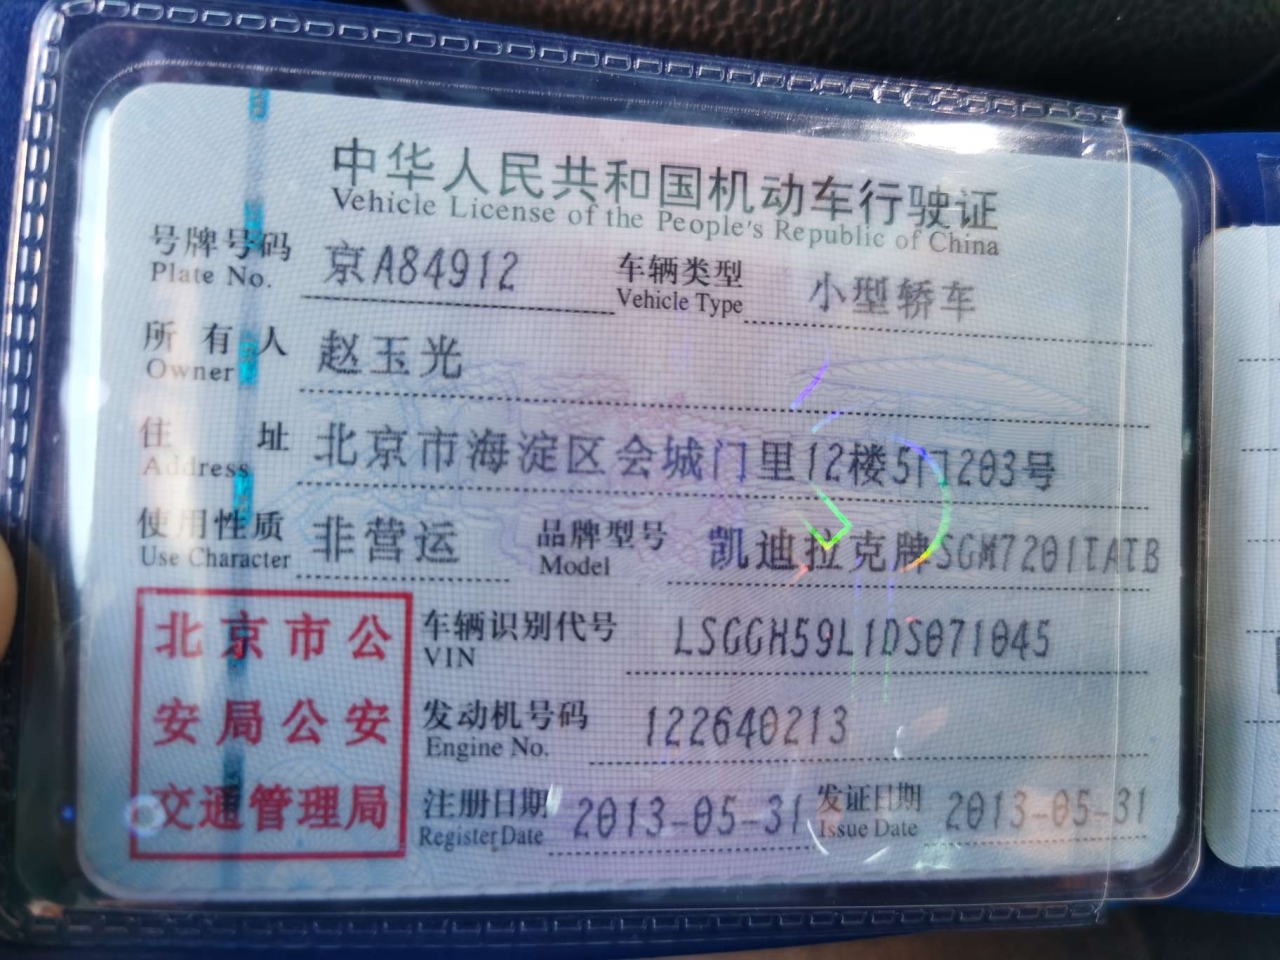 中华人民共和国机动车行驶证
Vehicle License of the People's Republic of China
号牌号码 京A84912 车辆类型 小型轿车
Plate No. Vehicle Type
所有人 赵玉光
Owner
住址 北京市海淀区会城门里12楼5门203号
Address
使用性质 非营运 品牌型号 凯迪拉克牌SGM7201TATB
Use Character Model
北京市公
安局公安
交通管理局
车辆识别代号 LSGGH59L1DS071045
VIN
发动机号码 122640213
Engine No.
注册日期 2013-05-31 发证日期 2013-05-31
Register Date Issue Date